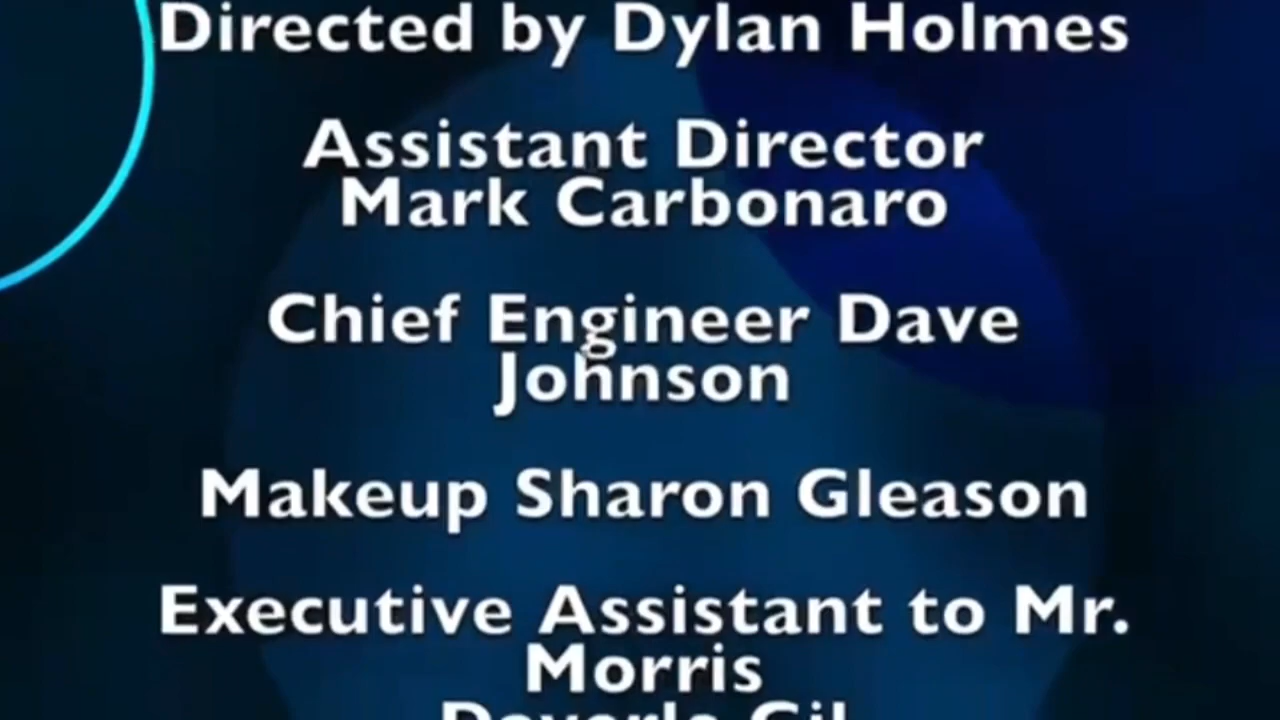 Directed by Dylan Holmes
Assistant Director
Mark Carbonaro
Chief Engineer Dave
Johnson
Makeup Sharon Gleason
Executive Assistant to Mr.
Morris